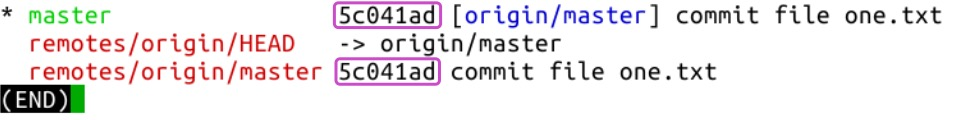 * master 5c041ad [origin/master] commit file one.txt
remotes/origin/HEAD -> origin/master
remotes/origin/master 5c041ad commit file one.txt
(END)